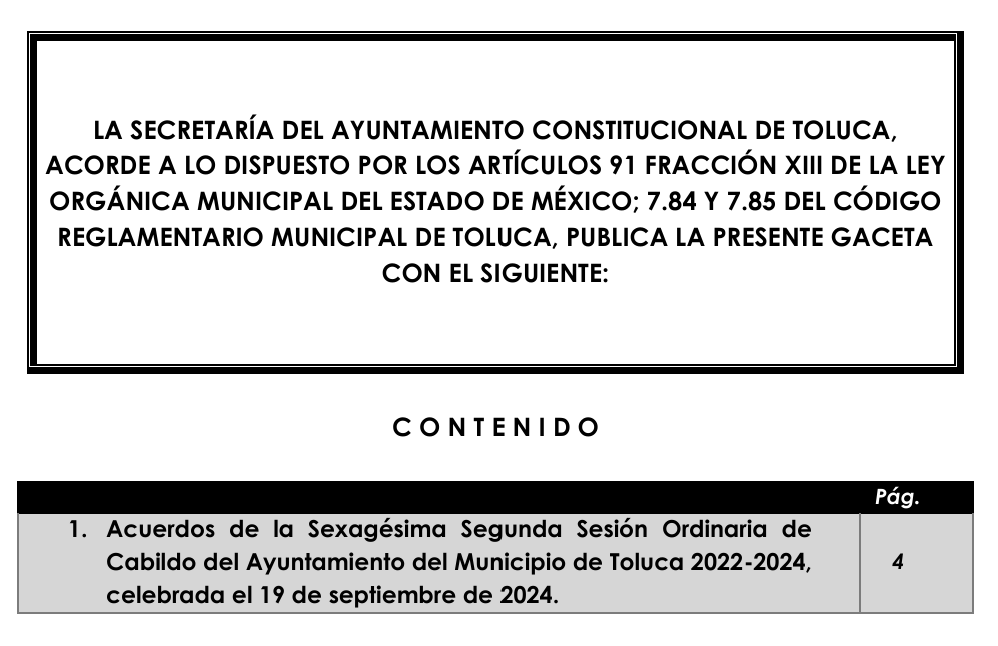 LA SECRETARÍA DEL AYUNTAMIENTO CONSTITUCIONAL DE TOLUCA,
ACORDE A LO DISPUESTO POR LOS ARTÍCULOS 91 FRACCIÓN XIII DE LA LEY
ORGÁNICA MUNICIPAL DEL ESTADO DE MÉXICO; 7.84 Y 7.85 DEL CÓDIGO
REGLAMENTARIO MUNICIPAL DE TOLUCA, PUBLICA LA PRESENTE GACETA
CON EL SIGUIENTE:
C O N T E N I D O
Pág.
1. Acuerdos de la Sexagésima Segunda Sesión Ordinaria de
Cabildo del Ayuntamiento del Municipio de Toluca 2022-2024,
celebrada el 19 de septiembre de 2024.
4